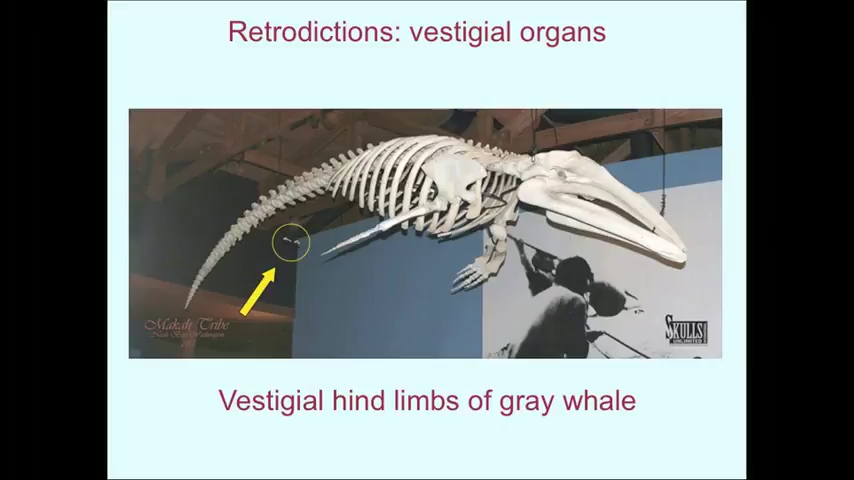 Retrodictions: vestigial organs
Makah Tribe
SKULLS
UNLIMITED
Vestigial hind limbs of gray whale